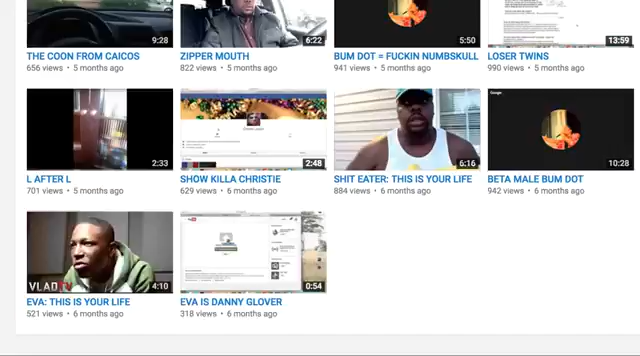 9:28
6:22
5:50
13:59
THE COON FROM CAICOS
ZIPPER MOUTH
BUM DOT = FUCKIN NUMBSKULL
LOSER TWINS
656 views • 5 months ago
822 views • 5 months ago
941 views • 5 months ago
990 views • 5 months ago
Google
2:33
2:48
6:16
10:28
L AFTER L
SHOW KILLA CHRISTIE
SHIT EATER: THIS IS YOUR LIFE
BETA MALE BUM DOT
701 views • 5 months ago
629 views • 6 months ago
884 views • 6 months ago
942 views • 6 months ago
VLADTV
4:10
0:54
EVA: THIS IS YOUR LIFE
EVA IS DANNY GLOVER
521 views • 6 months ago
318 views • 6 months ago